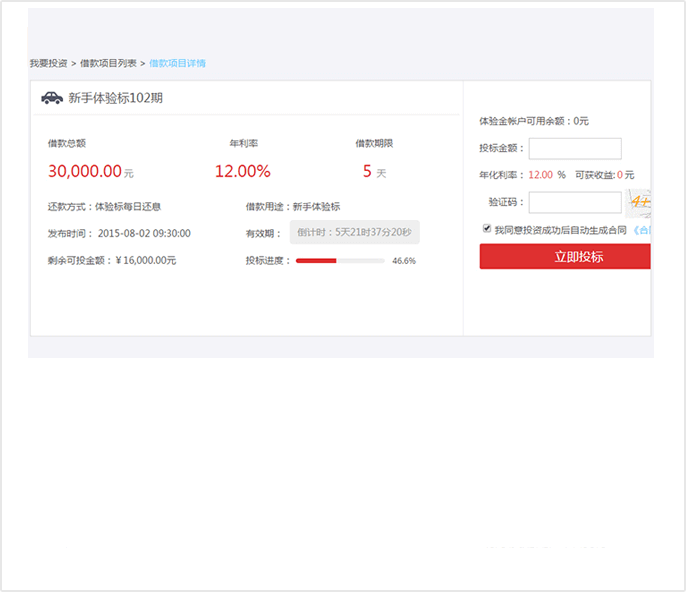 我要投资 > 借款项目列表 > 借款项目详情
新手体验标102期
借款总额 年利率 借款期限
30,000.00元 12.00% 5 天
还款方式：体验标每日还息 借款用途：新手体验标
发布时间： 2015-08-02 09:30:00 有效期： 倒计时：5天21时37分20秒
剩余可投金额：￥16,000.00元 投标进度： 46.6%
体验金帐户可用余额：0元
投标金额：
年化利率： 12.00 % 可获收益: 0 元
验证码：
我同意投资成功后自动生成合同 《合
立即投标